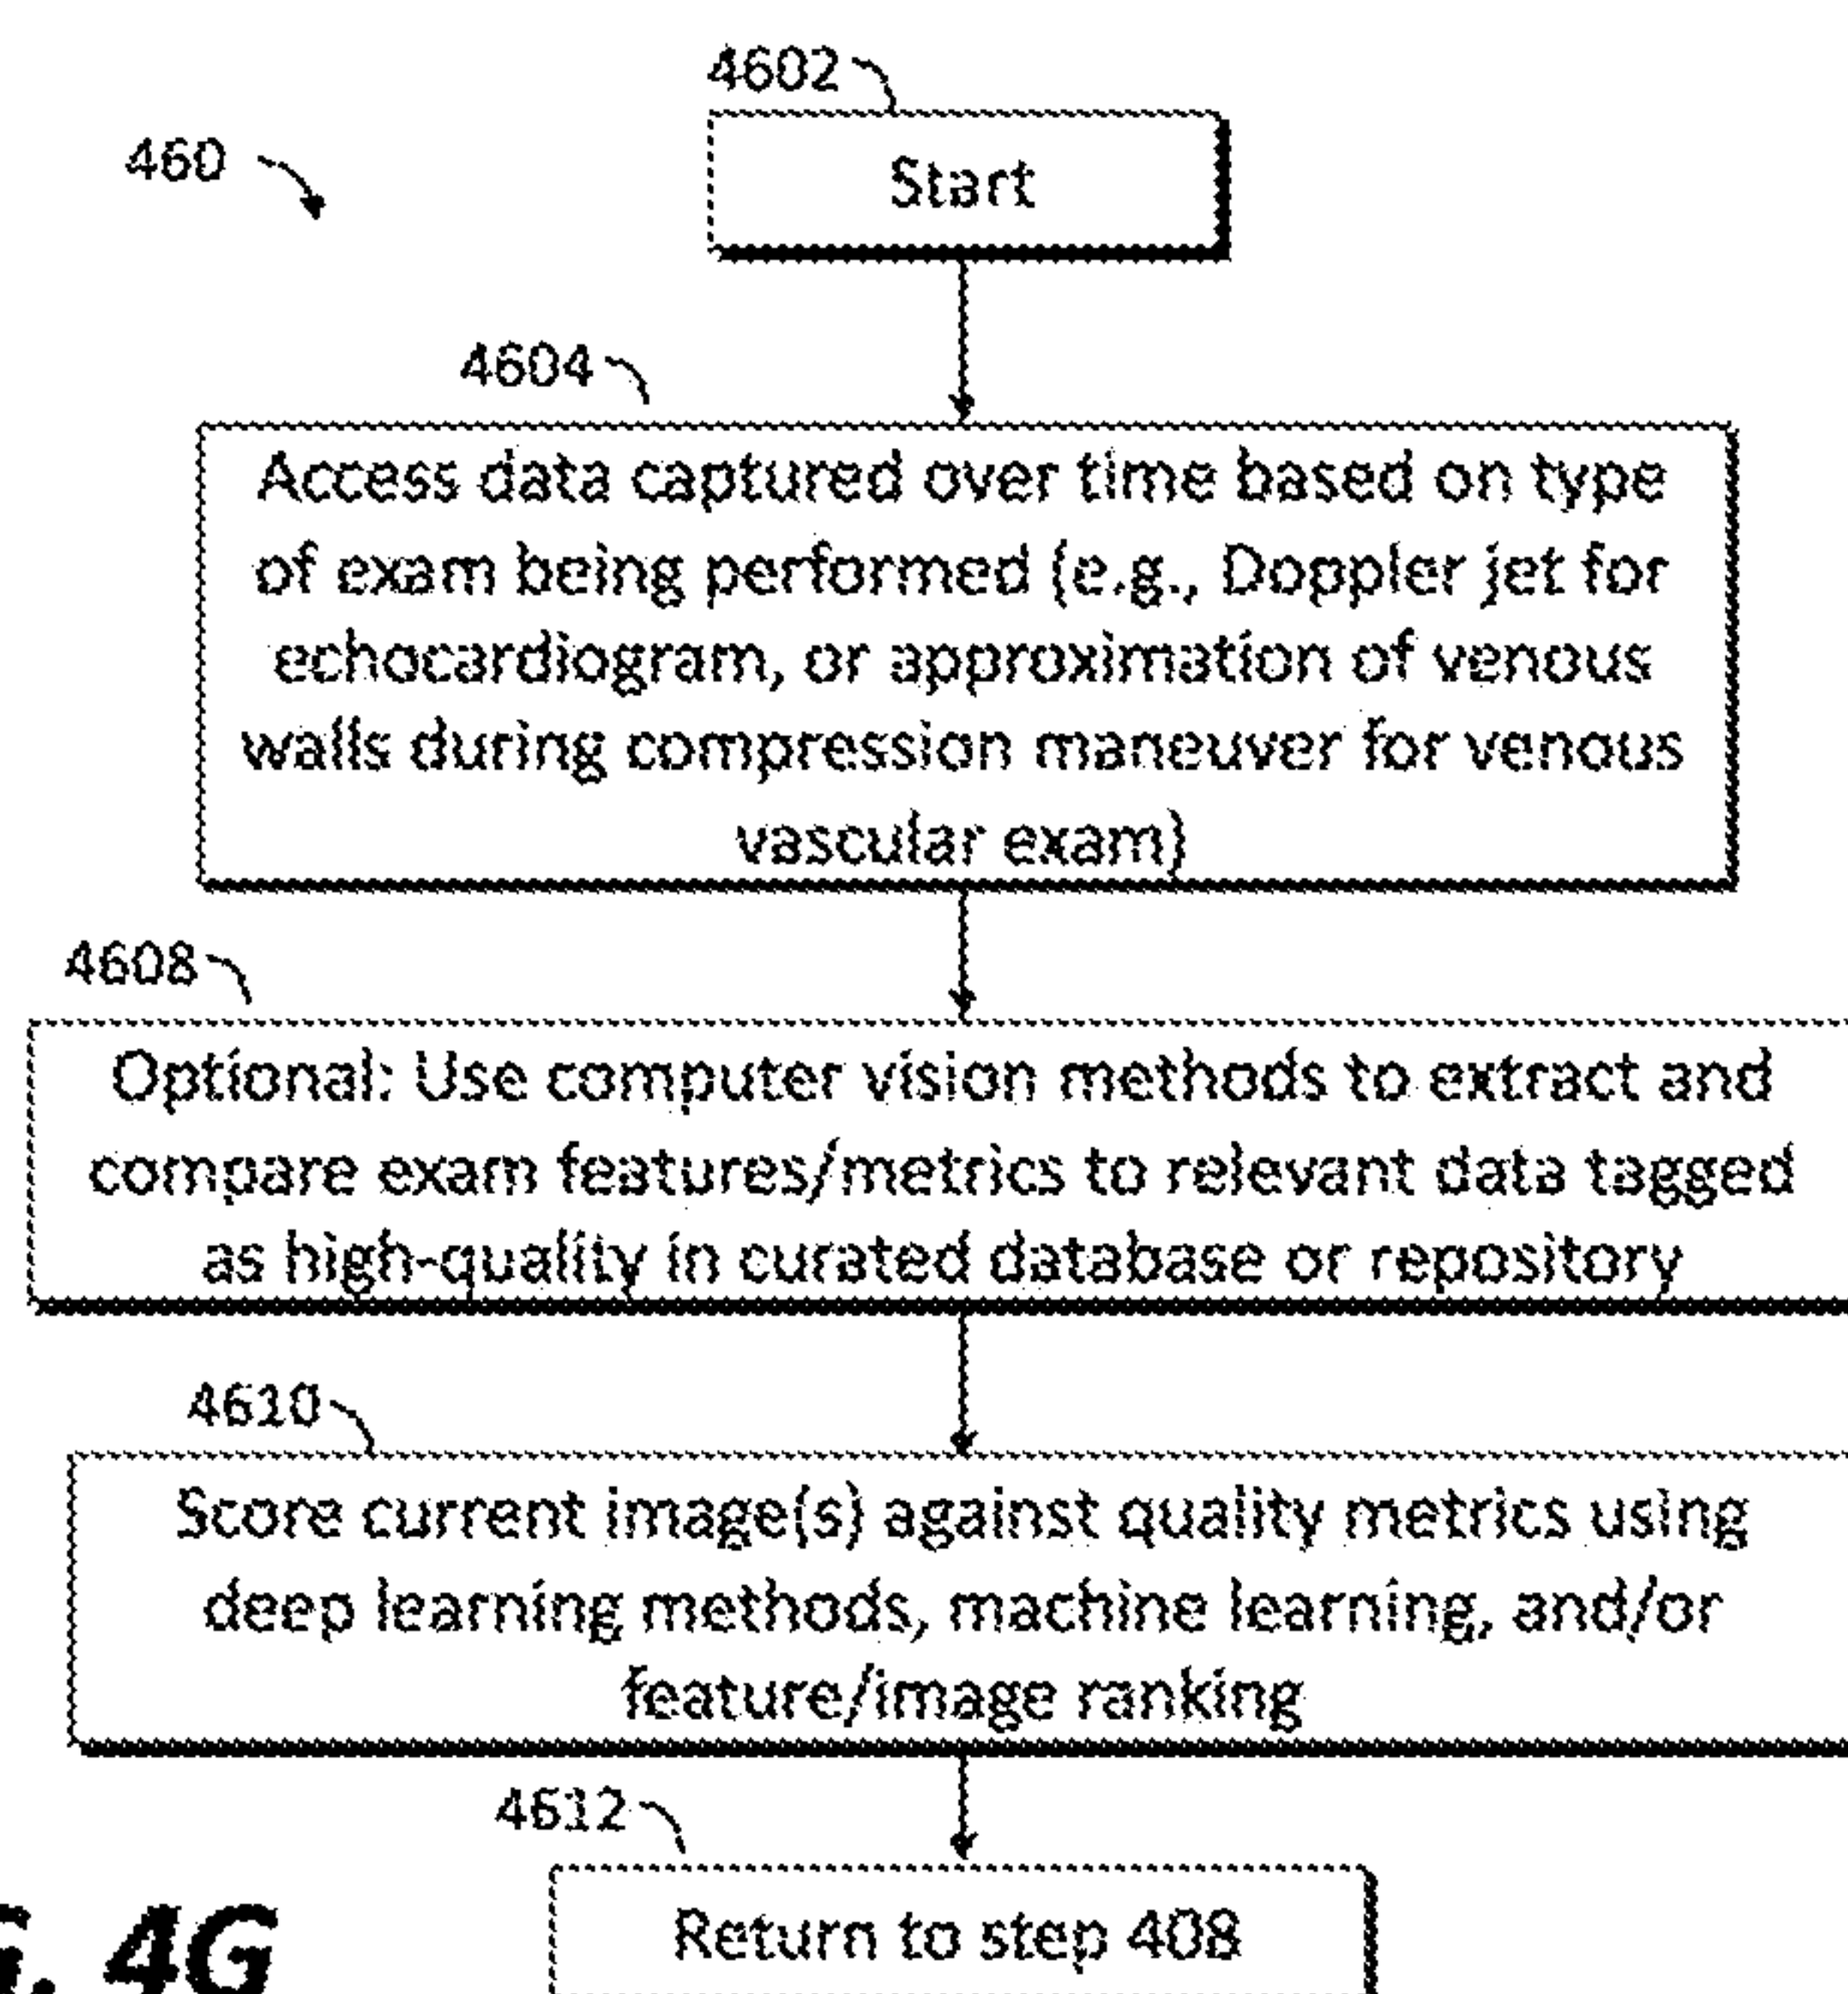 4602
460
Start
4604
Access data captured over time based on type
of exam being performed (e.g., Doppler jet for
echocardiogram, or approximation of venous
walls during compression maneuver for venous
vascular exam)
4608
Optional: Use computer vision methods to extract and
compare exam features/metrics to relevant data tagged
as high-quality in curated database or repository
4610
Score current image(s) against quality metrics using
deep learning methods, machine learning, and/or
feature/image ranking
4612
Return to step 408
G. 4G